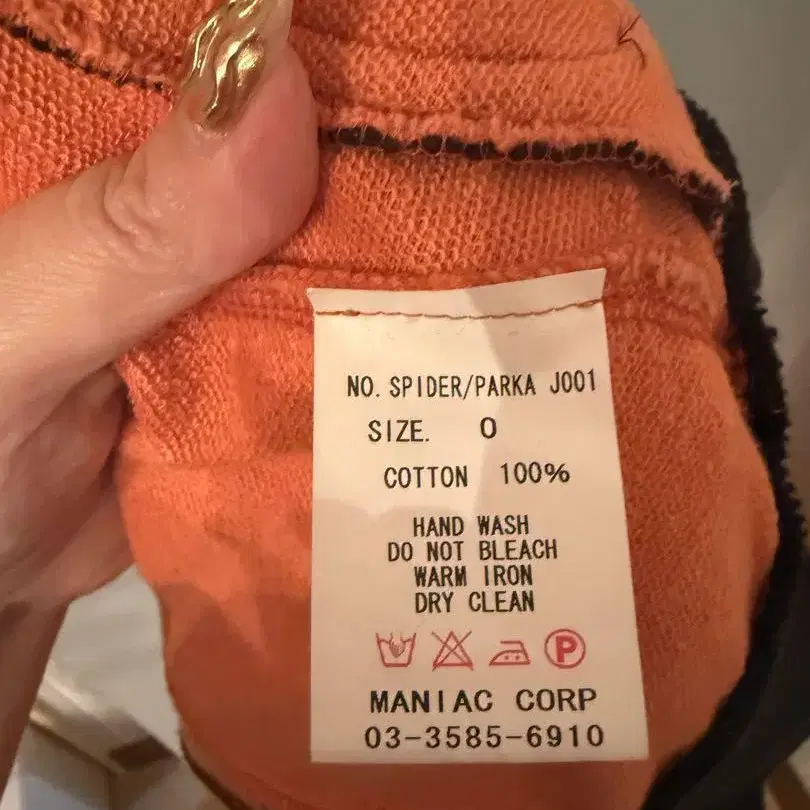 NO. SPIDER/PARKA J001
SIZE. 0
COTTON 100%
HAND WASH
DO NOT BLEACH
WARM IRON
DRY CLEAN
P
MANIAC CORP
03-3585-6910